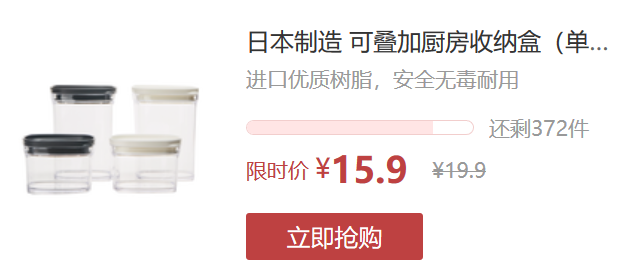 日本制造 可叠加厨房收纳盒（单...
进口优质树脂，安全无毒耐用
还剩372件
限时价 ¥15.9 ¥19.9
立即抢购